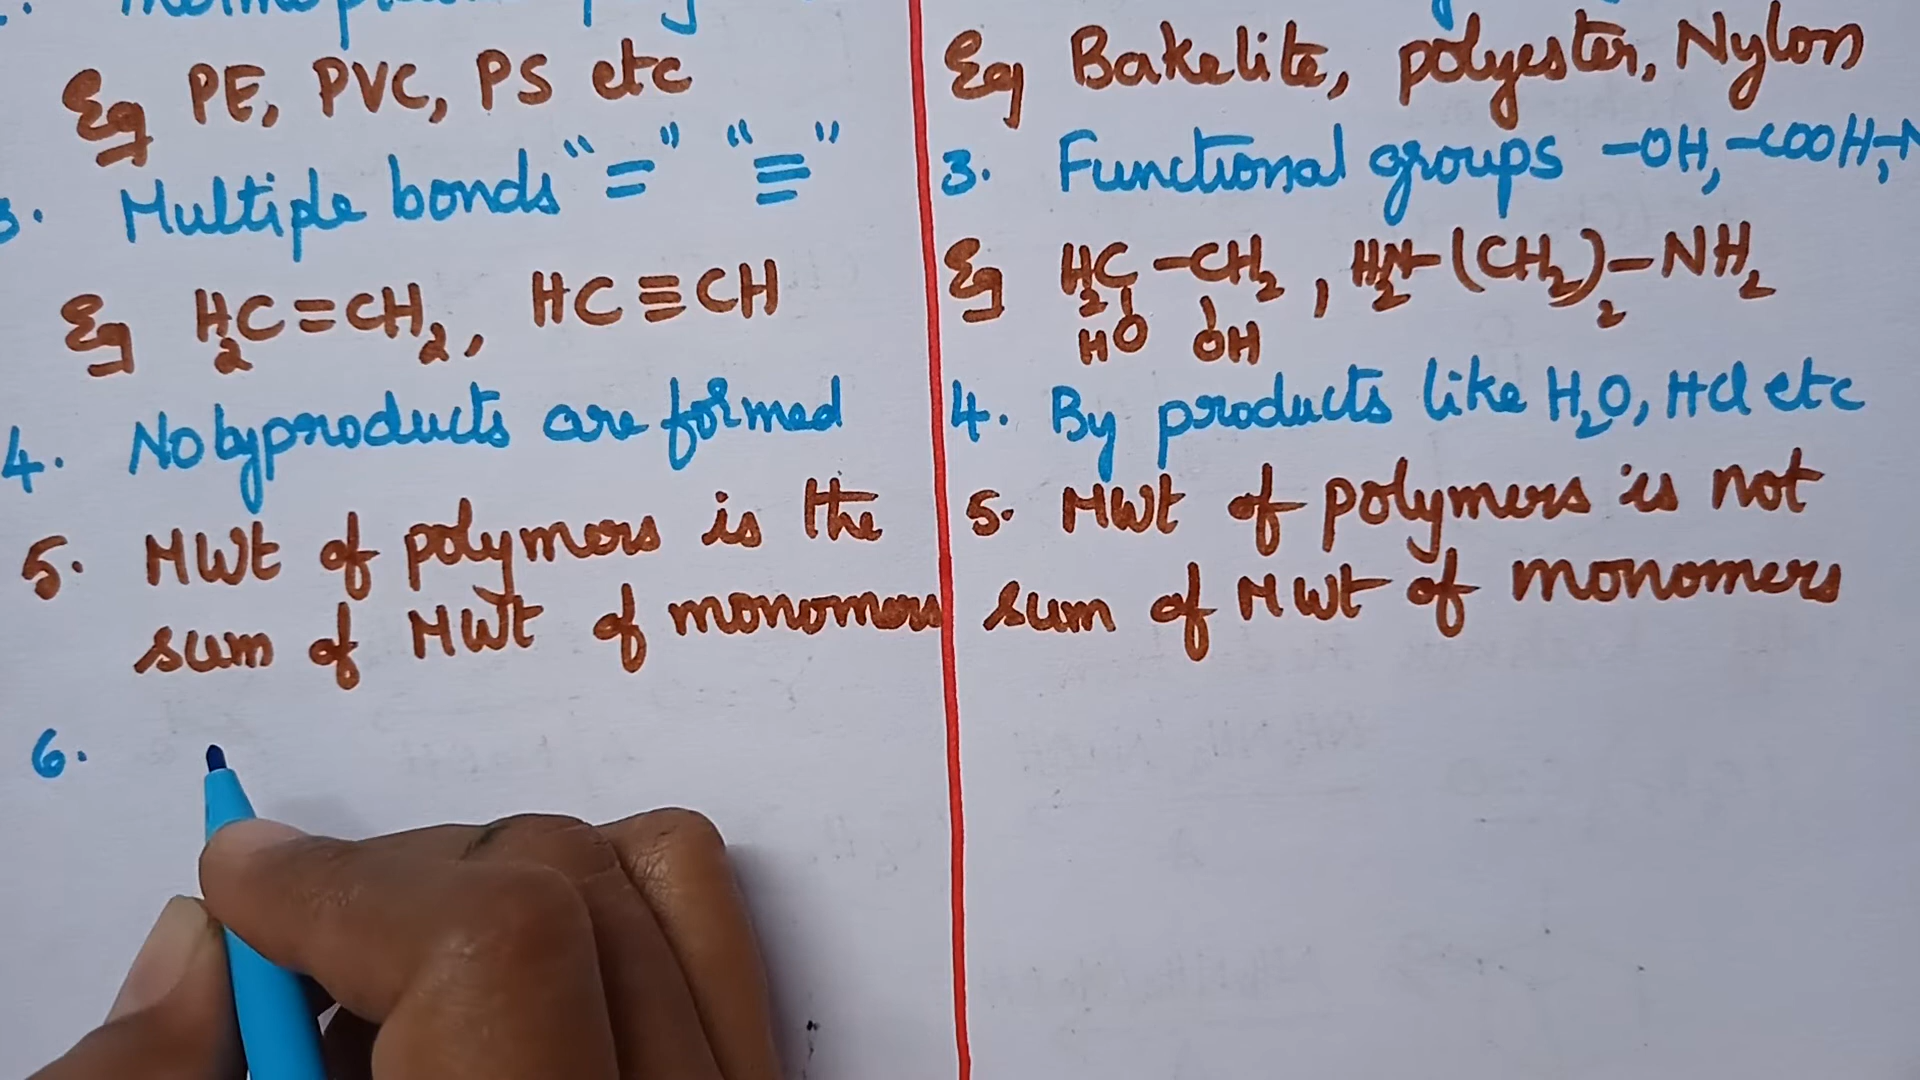 Eg PE, PVC, PS etc
3. Multiple bonds "=" "≡"
Eg H₂C=CH₂, HC≡CH
4. No byproducts are formed
5. MWt of polymers is the
sum of MWt of monomers
6.
Eg Bakelite, polyester, Nylon
3. Functional groups -OH, -COOH, -N
Eg H₂C-CH₂, H₂N-(CH₂)₂-NH₂
HO OH
4. By products like H₂O, HCl etc
5. MWt of polymers is not
sum of MWt of monomers